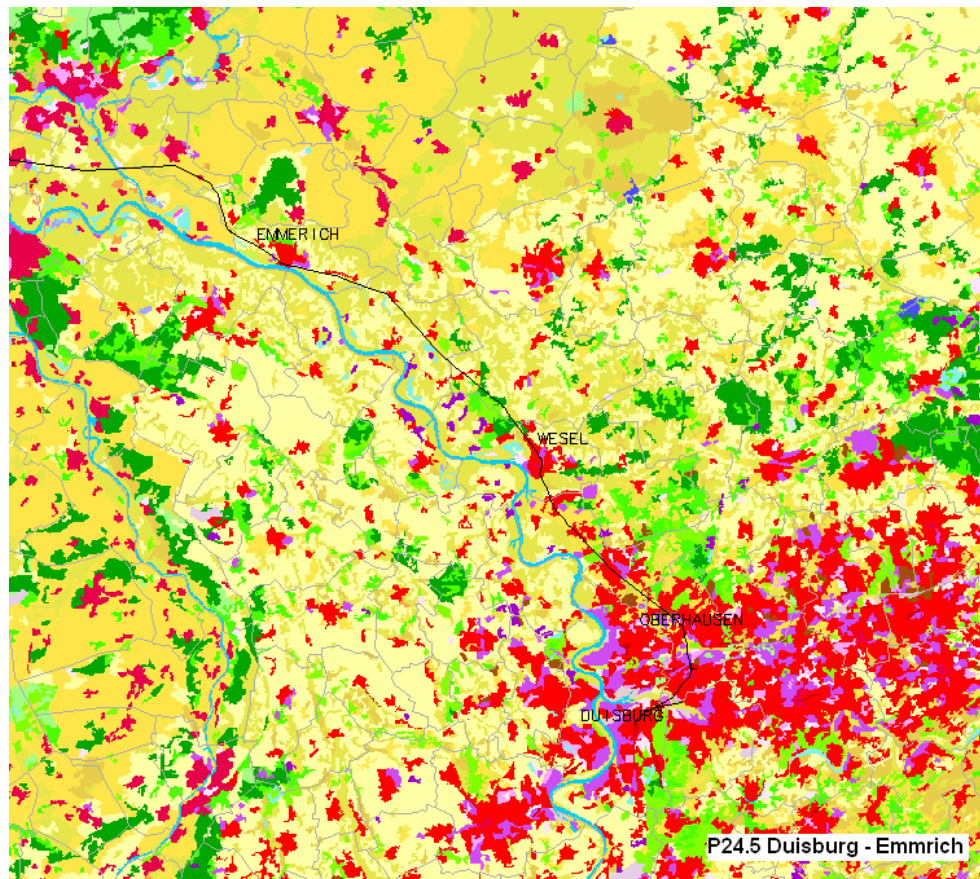 EMMERICH
WESEL
OBERHAUSEN
DUISBURG
P24.5 Duisburg - Emmrich